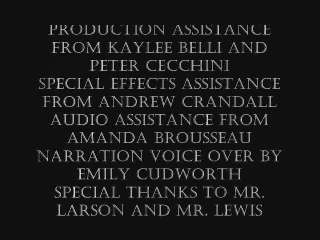 PRODUCTION ASSISTANCE
FROM KAYLEE BELLI AND
PETER CECCHINI
SPECIAL EFFECTS ASSISTANCE
FROM ANDREW CRANDALL
AUDIO ASSISTANCE FROM
AMANDA BROUSSEAU
NARRATION VOICE OVER BY
EMILY CUDWORTH
SPECIAL THANKS TO MR.
LARSON AND MR. LEWIS